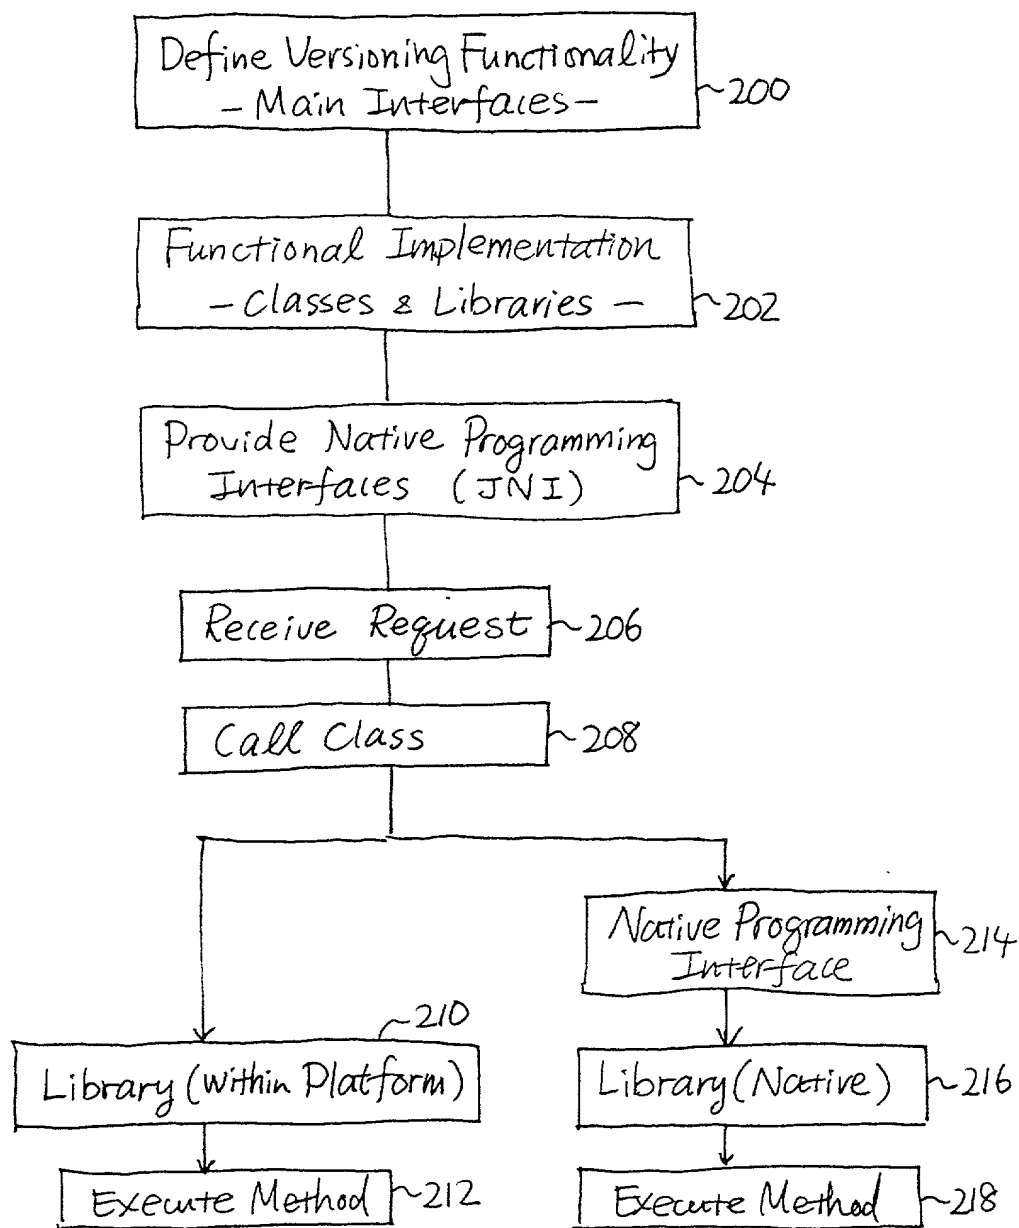 Define Versioning Functionality
– Main Interfaces –
200
Functional Implementation
– Classes & Libraries –
202
Provide Native Programming
Interfaces (JNI)
204
Receive Request
206
Call Class
208
Native Programming
Interface
214
210
Library (within Platform)
Library (Native)
216
Execute Method
212
Execute Method
218